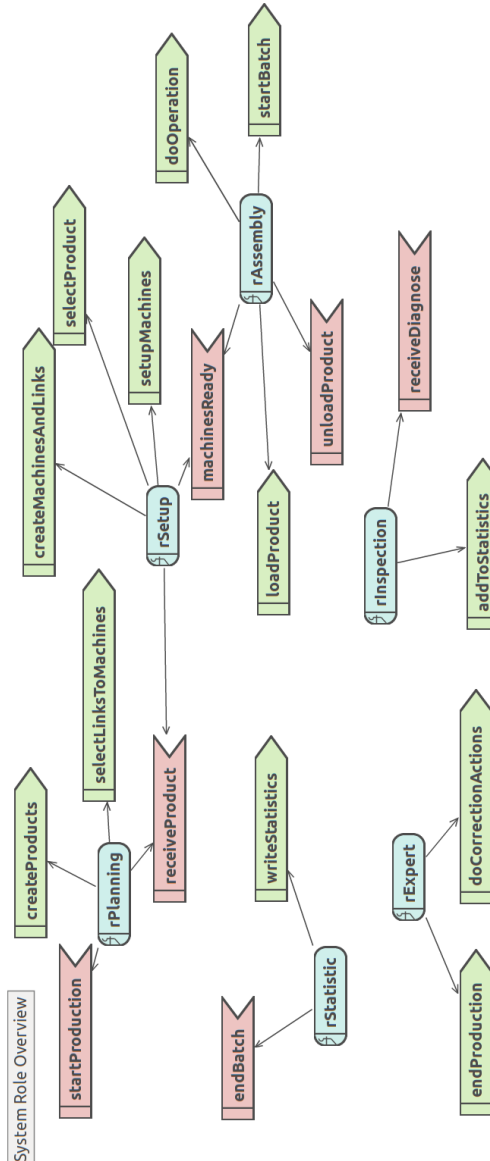 System Role Overview
startProduction
createProducts
rPlanning
selectLinksToMachines
receiveProduct
createMachinesAndLinks
selectProduct
setupMachines
rSetup
machinesReady
doOperation
startBatch
rAssembly
loadProduct
unloadProduct
endBatch
writeStatistics
rStatistic
receiveDiagnose
rInspection
addToStatistics
rExpert
endProduction
doCorrectionActions